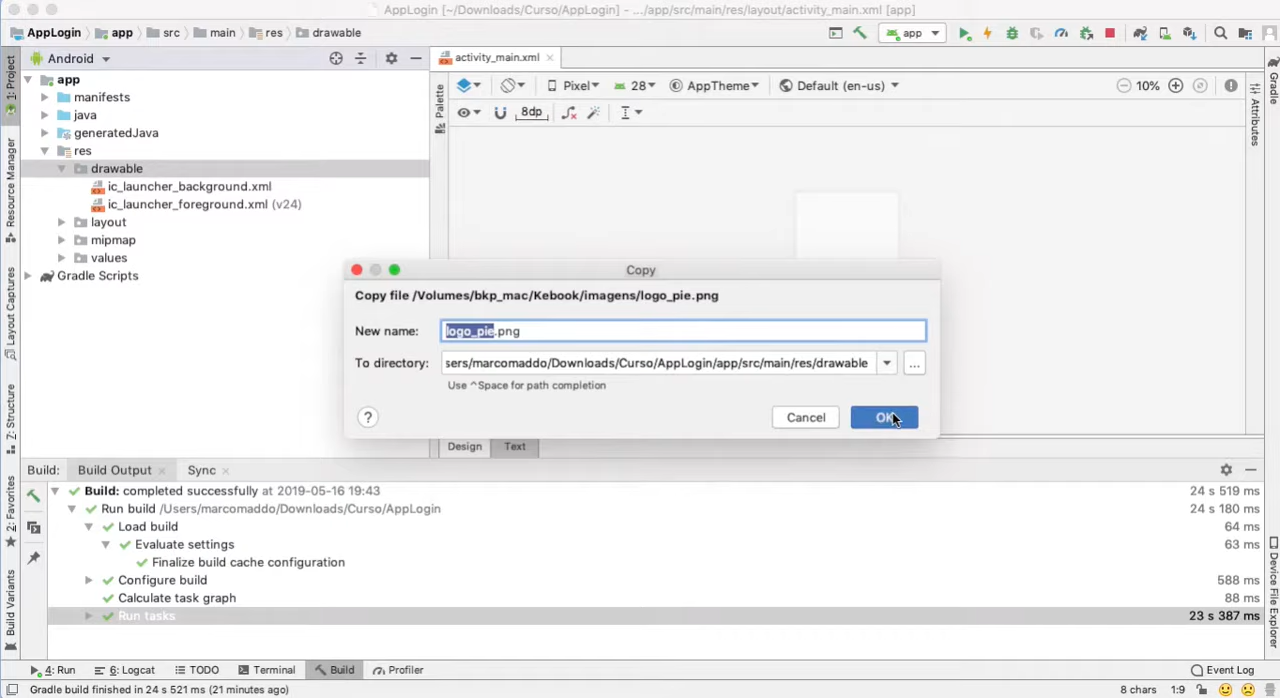 AppLogin [~/Downloads/Curso/AppLogin] - .../app/src/main/res/layout/activity_main.xml [app]
AppLogin app src main res drawable
app
1: Project
Android
activity_main.xml
Gradle
Resource Manager
Layout Captures
Z: Structure
2: Favorites
Build Variants
Palette
Attributes
Device File Explorer
Pixel 28 AppTheme Default (en-us) 10%
8dp
app
manifests
java
generatedJava
res
drawable
ic_launcher_background.xml
ic_launcher_foreground.xml (v24)
layout
mipmap
values
Gradle Scripts
Copy
Copy file /Volumes/bkp_mac/Kebook/imagens/logo_pie.png
New name: logo_pie.png
To directory: sers/marcomaddo/Downloads/Curso/AppLogin/app/src/main/res/drawable ...
Use ^Space for path completion
? Cancel OK
Design Text
Build: Build Output Sync
Build: completed successfully at 2019-05-16 19:43 24 s 519 ms
Run build /Users/marcomaddo/Downloads/Curso/AppLogin 24 s 180 ms
Load build 64 ms
Evaluate settings 63 ms
Finalize build cache configuration
Configure build 588 ms
Calculate task graph 88 ms
Run tasks 23 s 387 ms
4: Run 6: Logcat TODO Terminal Build Profiler Event Log
Gradle build finished in 24 s 521 ms (21 minutes ago) 8 chars 1:9